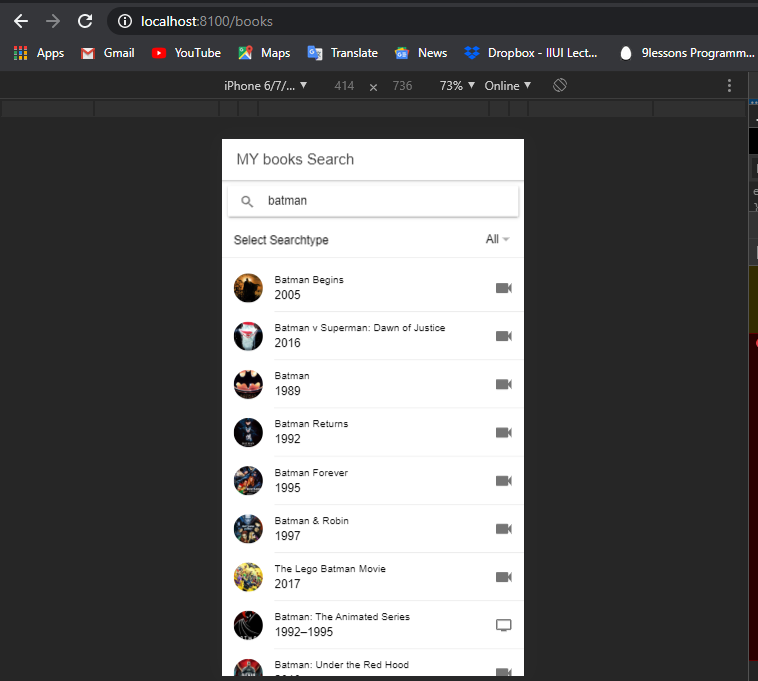 localhost:8100/books
Apps Gmail YouTube Maps Translate News Dropbox - IIUI Lect... 9lessons Programm...
iPhone 6/7/... 414 × 736 73% Online
MY books Search
batman
Select Searchtype All
Batman Begins
2005
Batman v Superman: Dawn of Justice
2016
Batman
1989
Batman Returns
1992
Batman Forever
1995
Batman & Robin
1997
The Lego Batman Movie
2017
Batman: The Animated Series
1992–1995
Batman: Under the Red Hood